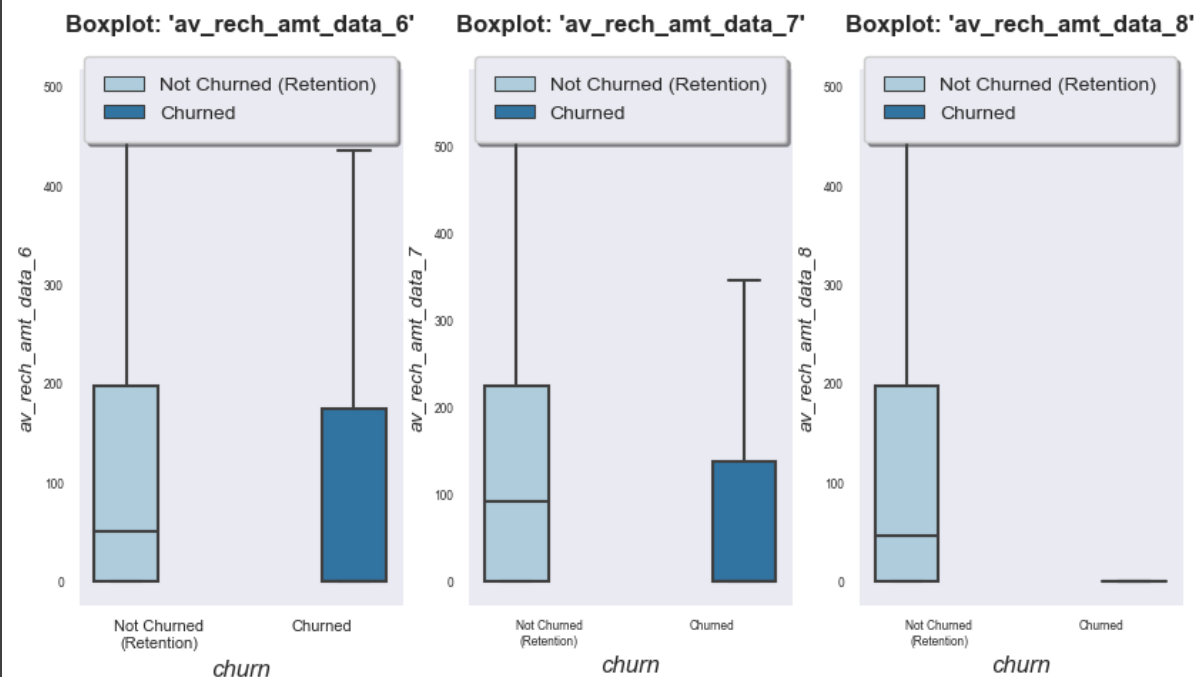 Boxplot: 'av_rech_amt_data_6'
Not Churned (Retention)
Churned
500
400
300
200
100
0
av_rech_amt_data_6
Not Churned
(Retention)
Churned
churn
Boxplot: 'av_rech_amt_data_7'
Not Churned (Retention)
Churned
500
400
300
200
100
0
av_rech_amt_data_7
Not Churned
(Retention)
Churned
churn
Boxplot: 'av_rech_amt_data_8'
Not Churned (Retention)
Churned
500
400
300
200
100
0
av_rech_amt_data_8
Not Churned
(Retention)
Churned
churn